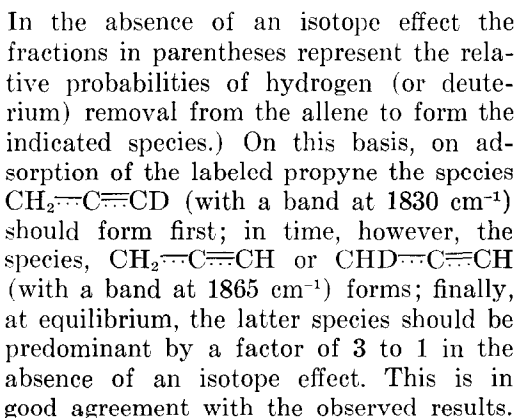 In the absence of an isotope effect the
fractions in parentheses represent the rela-
tive probabilities of hydrogen (or deute-
rium) removal from the allene to form the
indicated species.) On this basis, on ad-
sorption of the labeled propyne the species
CH₂⋯C⋯CD (with a band at 1830 cm⁻¹)
should form first; in time, however, the
species, CH₂⋯C⋯CH or CHD⋯C⋯CH
(with a band at 1865 cm⁻¹) forms; finally,
at equilibrium, the latter species should be
predominant by a factor of 3 to 1 in the
absence of an isotope effect. This is in
good agreement with the observed results.